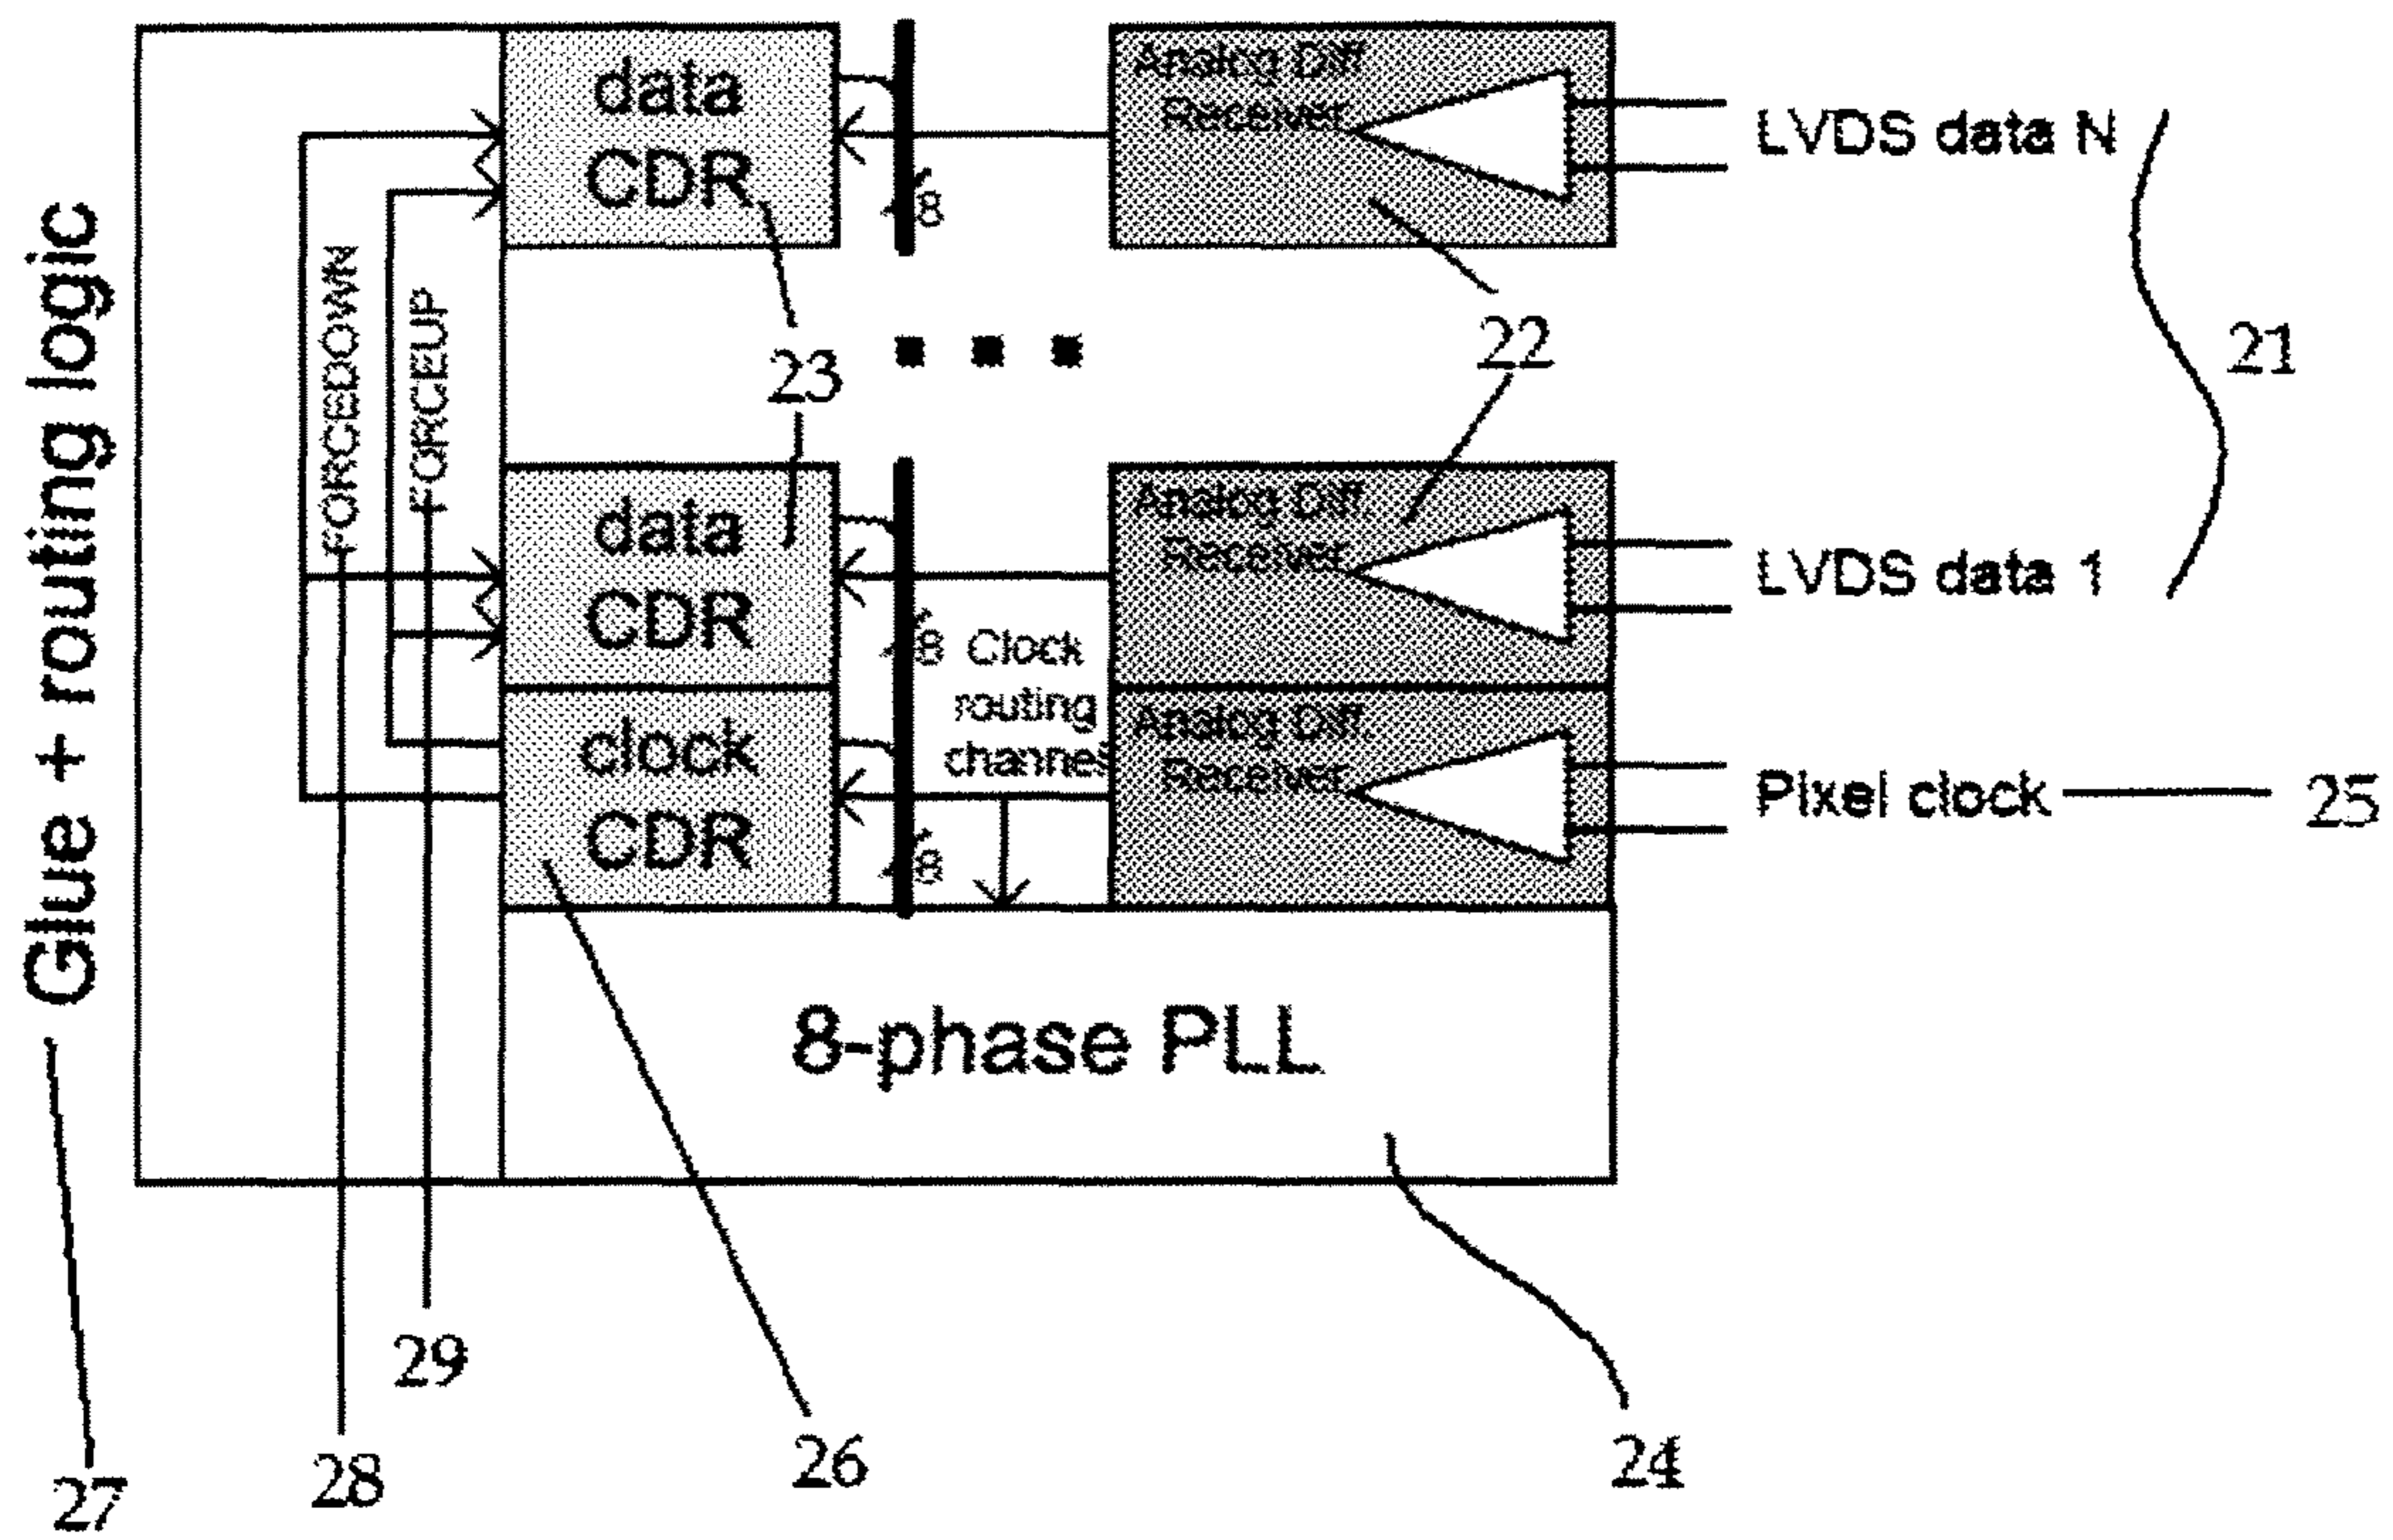 Glue + routing logic
FORCEDOWN
FORCEUP
data
CDR
8
Analog Diff.
Receiver
LVDS data N
23
22
21
data
CDR
8
Clock
routing
channel
Analog Diff.
Receiver
LVDS data 1
clock
CDR
8
Analog Diff.
Receiver
Pixel clock
25
8-phase PLL
29
28
27
26
24